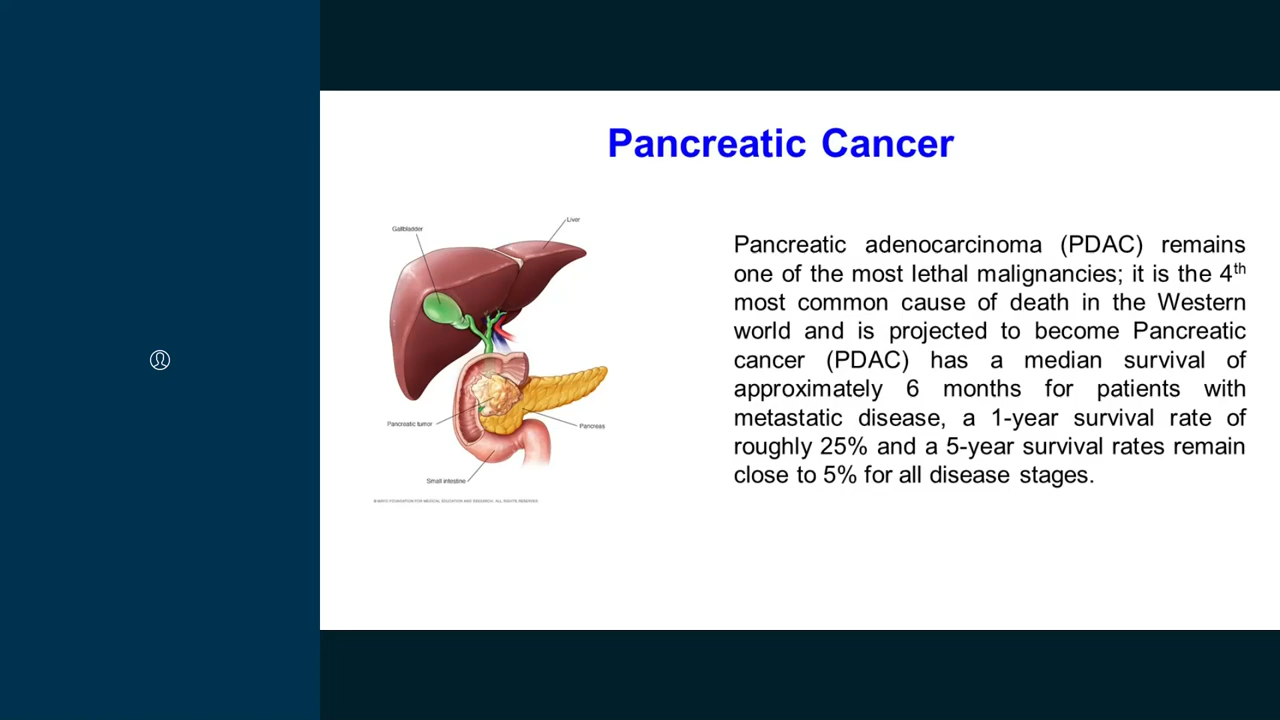 Pancreatic Cancer
Liver
Gallbladder
Pancreatic tumor
Pancreas
Small intestine
© MAYO FOUNDATION FOR MEDICAL EDUCATION AND RESEARCH. ALL RIGHTS RESERVED.
Pancreatic adenocarcinoma (PDAC) remains
one of the most lethal malignancies; it is the 4th
most common cause of death in the Western
world and is projected to become Pancreatic
cancer (PDAC) has a median survival of
approximately 6 months for patients with
metastatic disease, a 1-year survival rate of
roughly 25% and a 5-year survival rates remain
close to 5% for all disease stages.